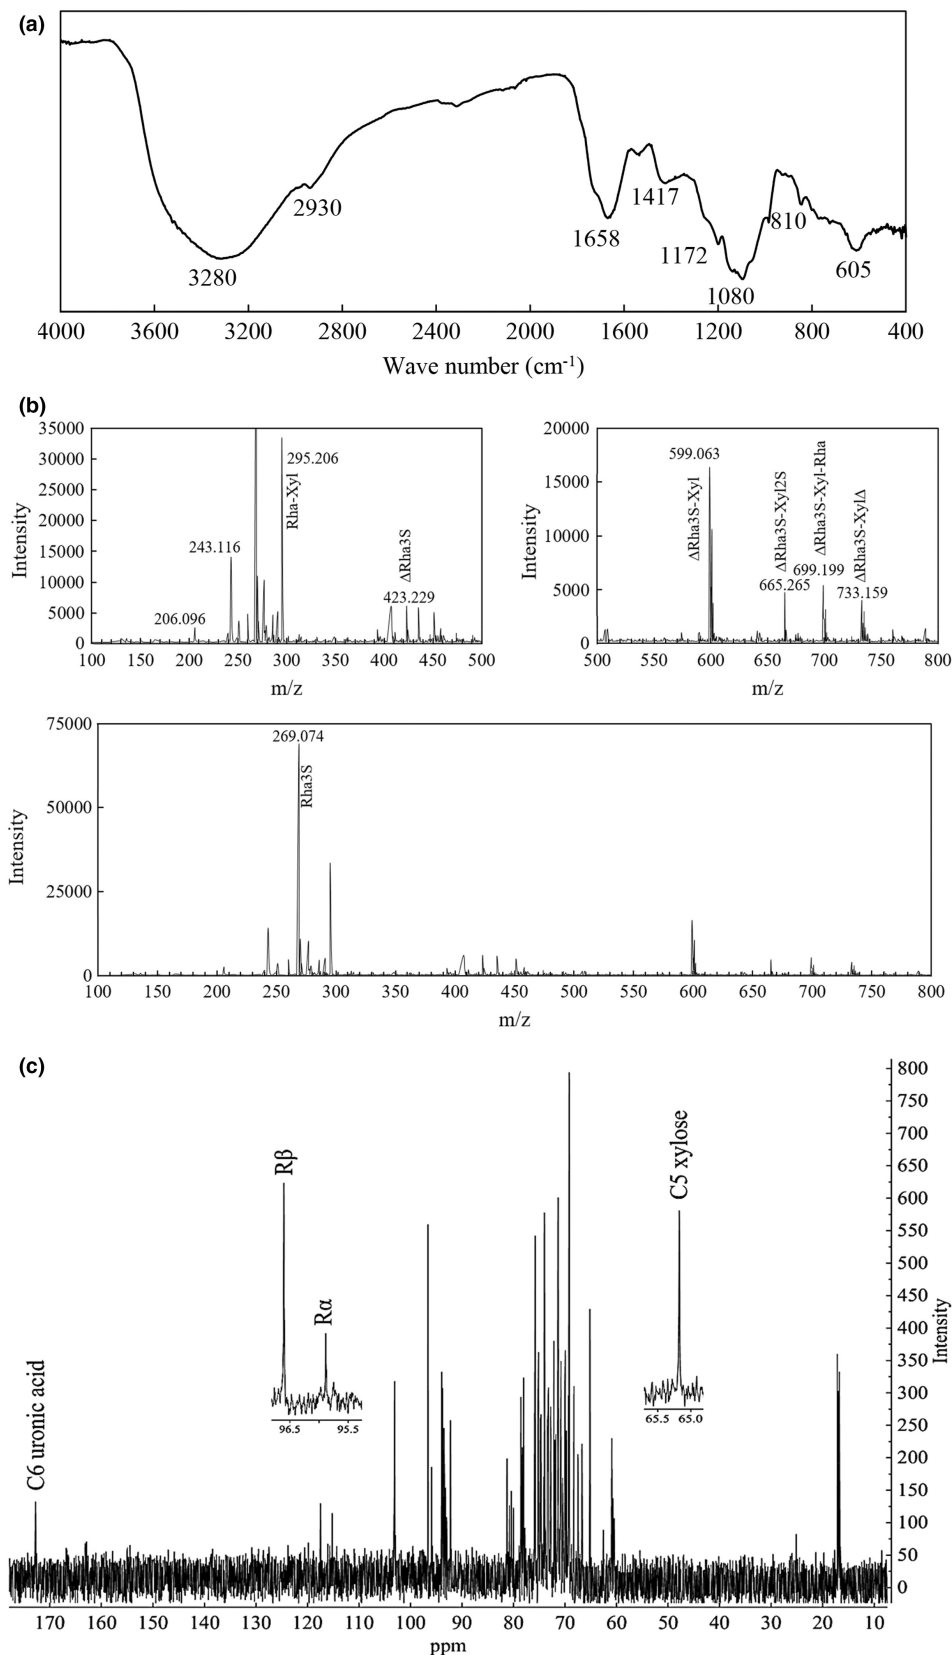 (a)
2930
3280
1658
1417
1172
1080
810
605
4000 3600 3200 2800 2400 2000 1600 1200 800 400
Wave number (cm⁻¹)
(b)
35000
30000
25000
20000
15000
10000
5000
0
Intensity
295.206
Rha-Xyl
243.116
206.096
ΔRha3S
423.229
100 150 200 250 300 350 400 450 500
m/z
20000
15000
10000
5000
0
Intensity
599.063
ΔRha3S-Xyl
ΔRha3S-Xyl2S
665.265
ΔRha3S-Xyl-Rha
699.199
ΔRha3S-XylΔ
733.159
500 550 600 650 700 750 800
m/z
75000
50000
25000
0
Intensity
269.074
Rha3S
100 150 200 250 300 350 400 450 500 550 600 650 700 750 800
m/z
(c)
C6 uronic acid
Rβ
Rα
96.5 95.5
C5 xylose
65.5 65.0
800
750
700
650
600
550
500
450
400
350
300
250
200
150
100
50
0
Intensity
170 160 150 140 130 120 110 100 90 80 70 60 50 40 30 20 10
ppm